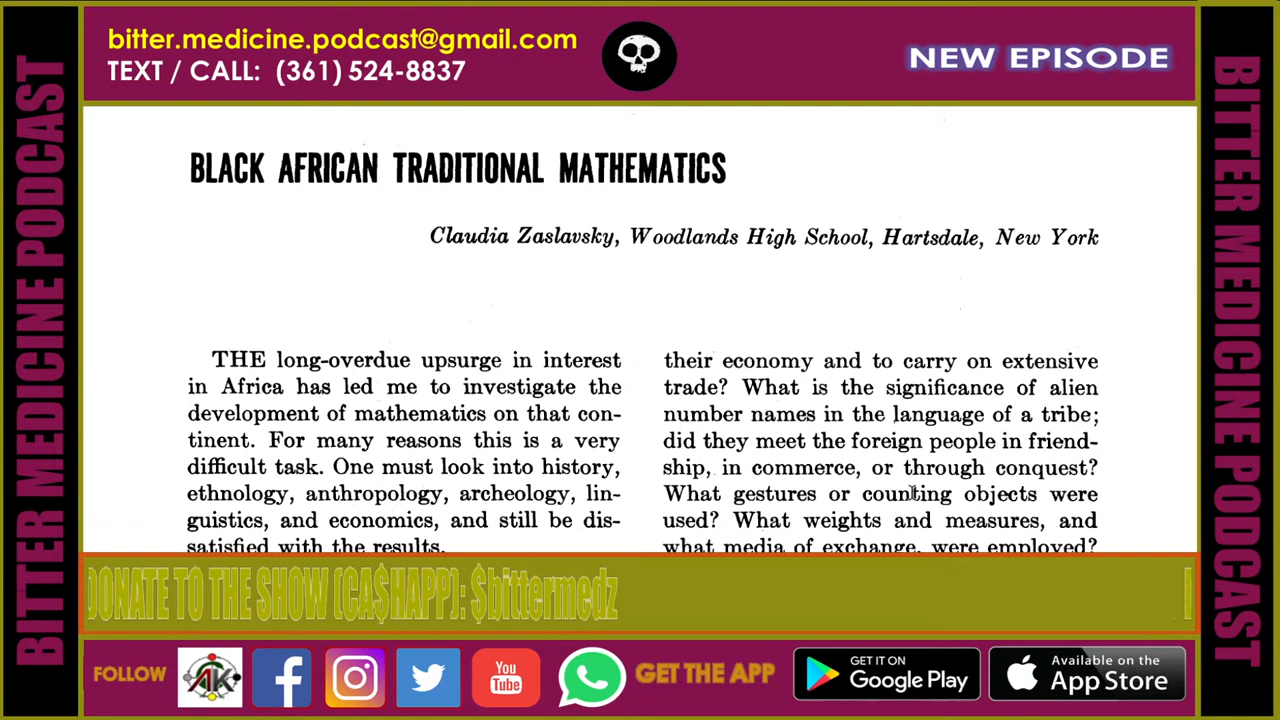 BITTER MEDICINE PODCAST
bitter.medicine.podcast@gmail.com
TEXT / CALL: (361) 524-8837
NEW EPISODE
BLACK AFRICAN TRADITIONAL MATHEMATICS
Claudia Zaslavsky, Woodlands High School, Hartsdale, New York
THE long-overdue upsurge in interest
in Africa has led me to investigate the
development of mathematics on that con-
tinent. For many reasons this is a very
difficult task. One must look into history,
ethnology, anthropology, archeology, lin-
guistics, and economics, and still be dis-
satisfied with the results.
their economy and to carry on extensive
trade? What is the significance of alien
number names in the language of a tribe;
did they meet the foreign people in friend-
ship, in commerce, or through conquest?
What gestures or counting objects were
used? What weights and measures, and
what media of exchange, were employed?
DONATE TO THE SHOW (CA$HAPP): $bittermedz
FOLLOW
ATK
You
Tube
GET THE APP
GET IT ON
Google Play
Available on the
App Store
BITTER MEDICINE PODCAST